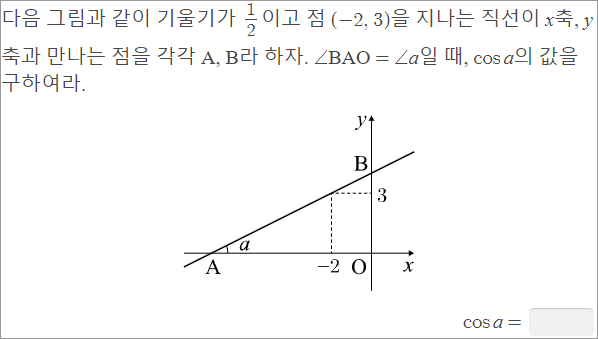 다음 그림과 같이 기울기가 1/2 이고 점 (−2, 3)을 지나는 직선이 x축, y
축과 만나는 점을 각각 A, B라 하자. ∠BAO = ∠a일 때, cos a의 값을
구하여라.
y
B
3
a
A
−2
O
x
cos a =